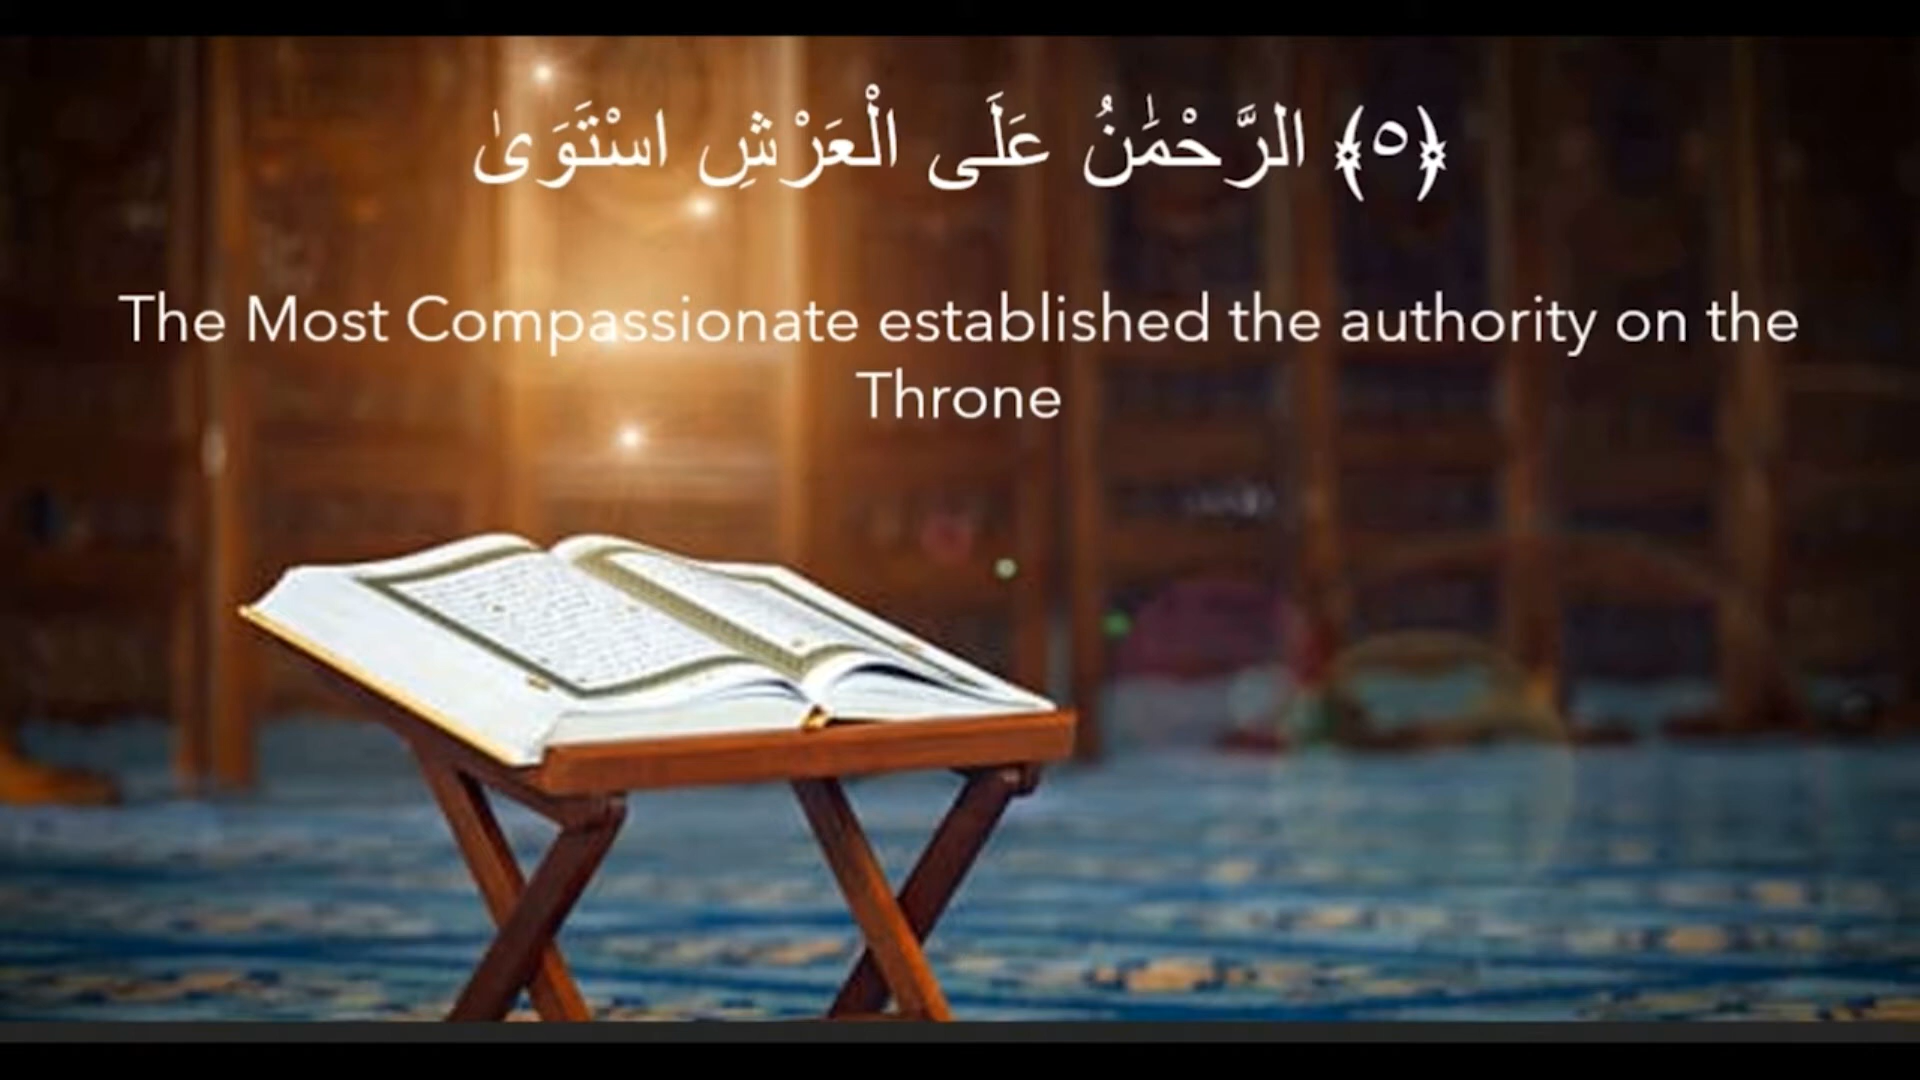 ﴿٥﴾ الرَّحْمَٰنُ عَلَى الْعَرْشِ اسْتَوَىٰ
The Most Compassionate established the authority on the
Throne